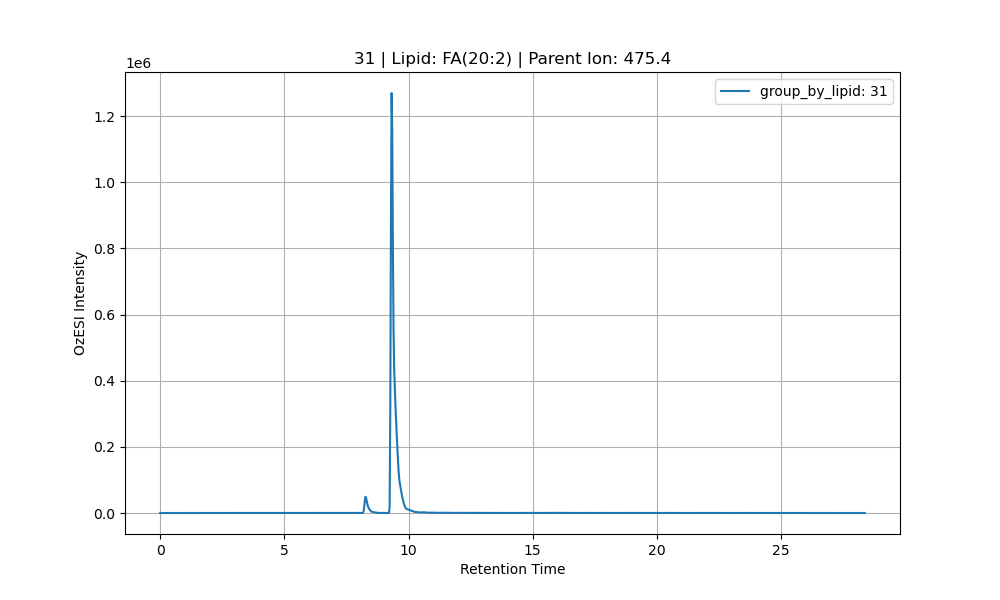 31 | Lipid: FA(20:2) | Parent Ion: 475.4
1e6
group_by_lipid: 31
1.2
1.0
0.8
0.6
0.4
0.2
0.0
OzESI Intensity
0 5 10 15 20 25
Retention Time